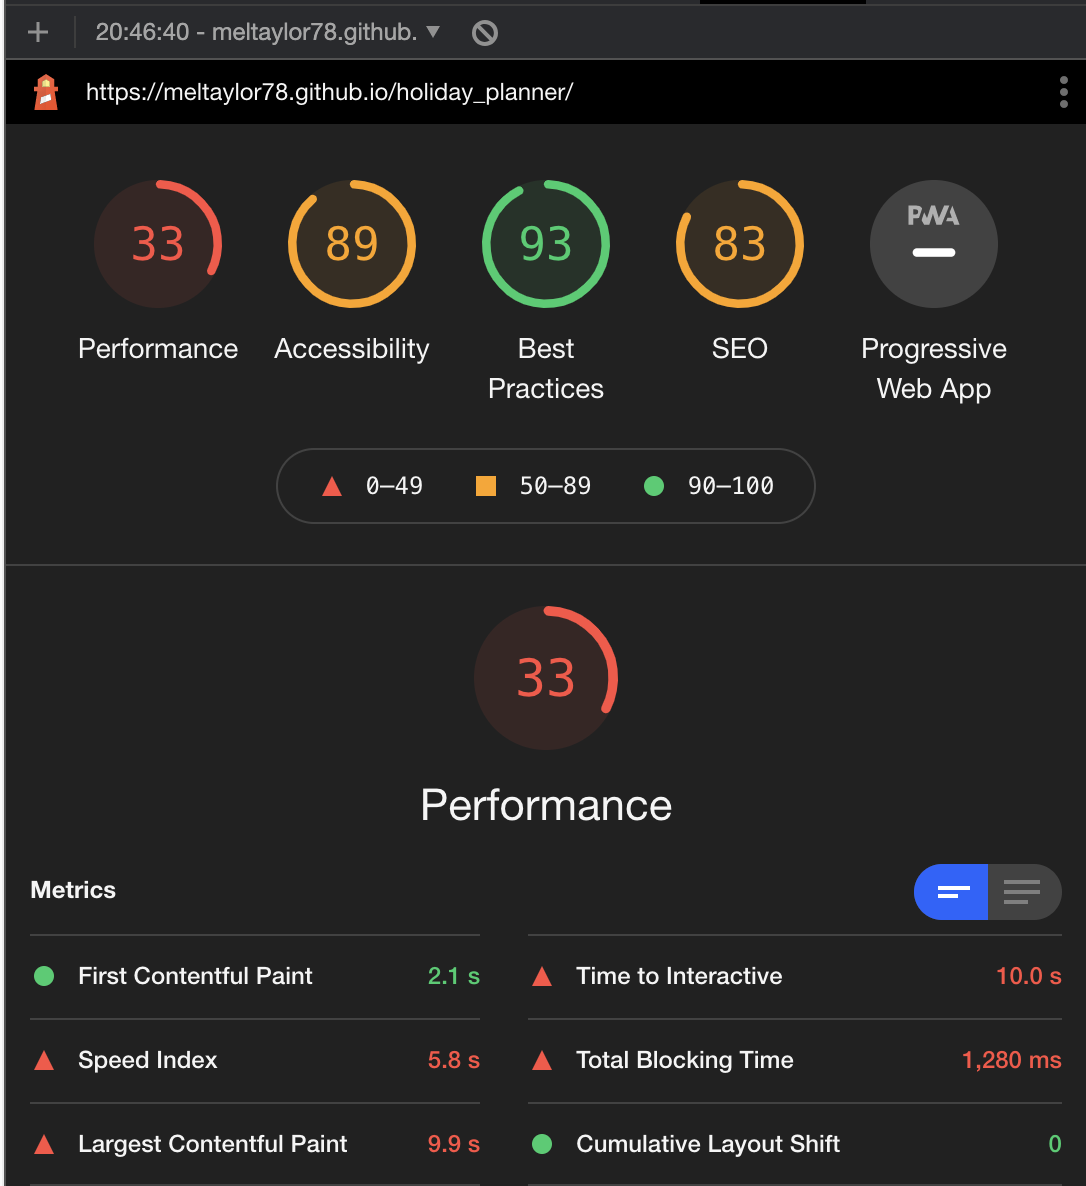 20:46:40 - meltaylor78.github.
https://meltaylor78.github.io/holiday_planner/
33
89
93
83
PWA
Performance
Accessibility
Best
Practices
SEO
Progressive
Web App
0–49
50–89
90–100
33
Performance
Metrics
First Contentful Paint 2.1 s
Time to Interactive 10.0 s
Speed Index 5.8 s
Total Blocking Time 1,280 ms
Largest Contentful Paint 9.9 s
Cumulative Layout Shift 0